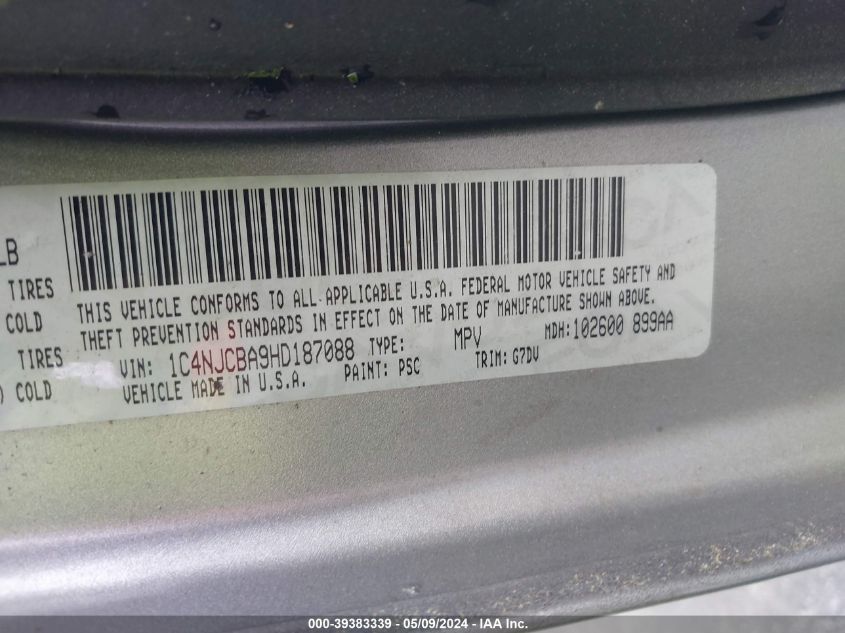 LB
TIRES
COLD
TIRES
) COLD
THIS VEHICLE CONFORMS TO ALL APPLICABLE U.S.A. FEDERAL MOTOR VEHICLE SAFETY AND
THEFT PREVENTION STANDARDS IN EFFECT ON THE DATE OF MANUFACTURE SHOWN ABOVE.
VIN: 1C4NJCBA9HD187088 TYPE: MPV MDH:102600 899AA
VEHICLE MADE IN U.S.A. PAINT: PSC TRIM: G7DV
000-39383339 - 05/09/2024 - IAA Inc.